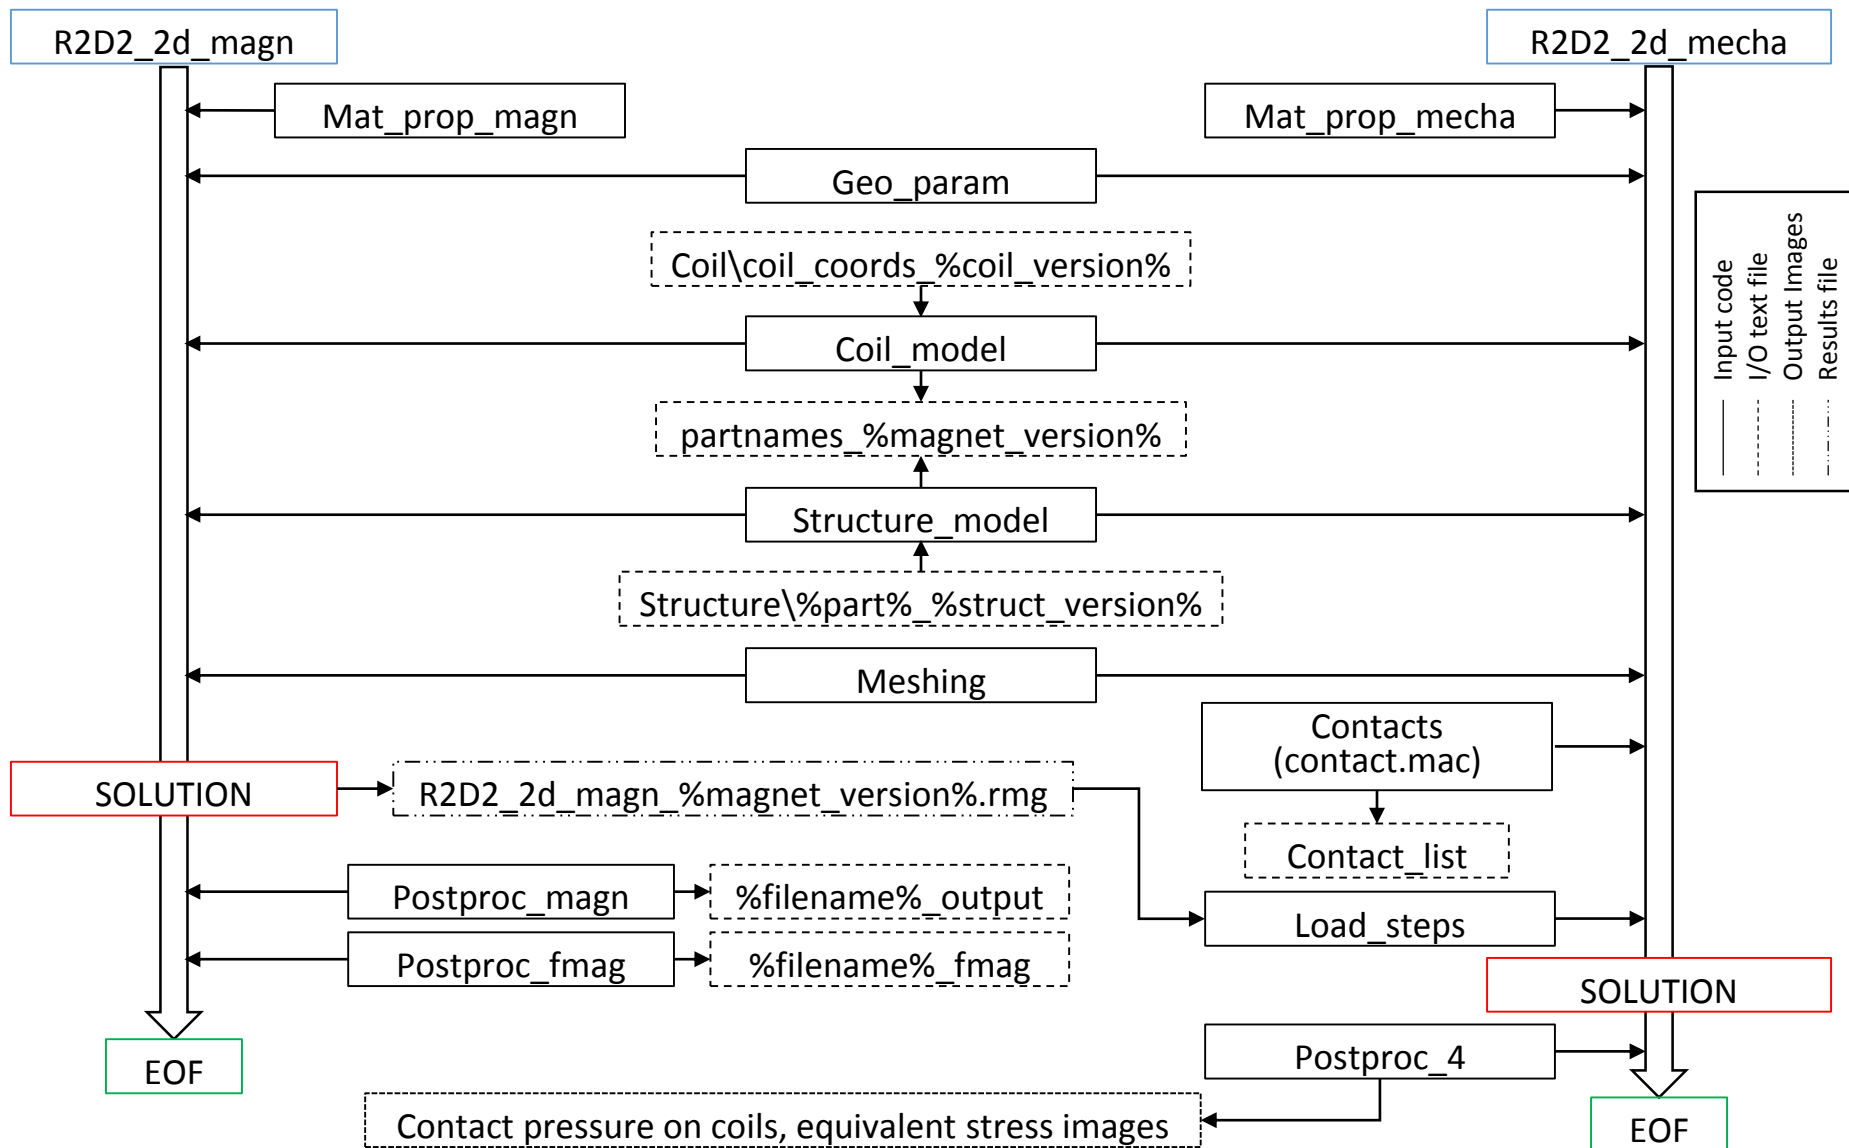 R2D2_2d_magn
R2D2_2d_mecha
Mat_prop_magn
Mat_prop_mecha
Geo_param
Coil\coil_coords_%coil_version%
Coil_model
partnames_%magnet_version%
Structure_model
Structure\%part%_%struct_version%
Meshing
Contacts
(contact.mac)
SOLUTION
R2D2_2d_magn_%magnet_version%.rmg
Contact_list
Postproc_magn
%filename%_output
Load_steps
Postproc_fmag
%filename%_fmag
SOLUTION
EOF
Postproc_4
Contact pressure on coils, equivalent stress images
EOF
Input code
I/O text file
Output Images
Results file